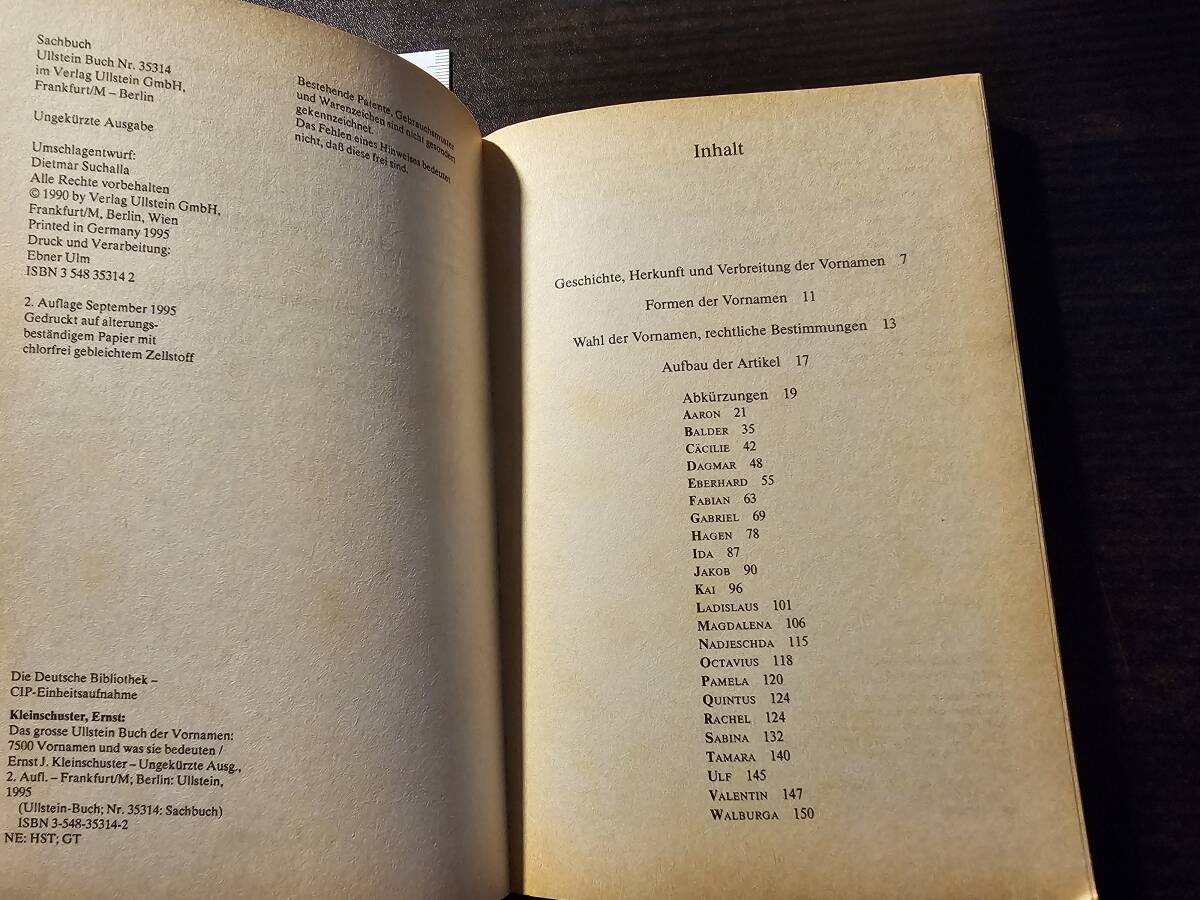 Sachbuch
Ullstein Buch Nr. 35314
im Verlag Ullstein GmbH,
Frankfurt/M – Berlin
Ungekürzte Ausgabe
Umschlagentwurf:
Dietmar Suchalla
Alle Rechte vorbehalten
© 1990 by Verlag Ullstein GmbH,
Frankfurt/M, Berlin, Wien
Printed in Germany 1995
Druck und Verarbeitung:
Ebner Ulm
ISBN 3 548 35314 2
2. Auflage September 1995
Gedruckt auf alterungs-
beständigem Papier mit
chlorfrei gebleichtem Zellstoff
Bestehende Patente, Gebrauchsmuster
und Warenzeichen sind nicht gesondert
gekennzeichnet.
Das Fehlen eines Hinweises bedeutet
nicht, daß diese frei sind.
Die Deutsche Bibliothek –
CIP-Einheitsaufnahme
Kleinschuster, Ernst:
Das grosse Ullstein Buch der Vornamen:
7500 Vornamen und was sie bedeuten /
Ernst J. Kleinschuster – Ungekürzte Ausg.,
2. Aufl. – Frankfurt/M; Berlin: Ullstein,
1995
(Ullstein-Buch; Nr. 35314: Sachbuch)
ISBN 3-548-35314-2
NE: HST; GT
Inhalt
Geschichte, Herkunft und Verbreitung der Vornamen 7
Formen der Vornamen 11
Wahl der Vornamen, rechtliche Bestimmungen 13
Aufbau der Artikel 17
Abkürzungen 19
AARON 21
BALDER 35
CÄCILIE 42
DAGMAR 48
EBERHARD 55
FABIAN 63
GABRIEL 69
HAGEN 78
IDA 87
JAKOB 90
KAI 96
LADISLAUS 101
MAGDALENA 106
NADJESCHDA 115
OCTAVIUS 118
PAMELA 120
QUINTUS 124
RACHEL 124
SABINA 132
TAMARA 140
ULF 145
VALENTIN 147
WALBURGA 150